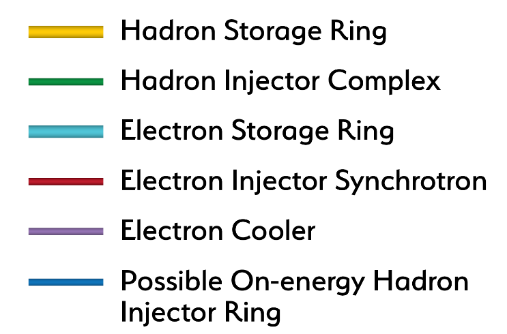 Hadron Storage Ring
Hadron Injector Complex
Electron Storage Ring
Electron Injector Synchrotron
Electron Cooler
Possible On-energy Hadron
Injector Ring